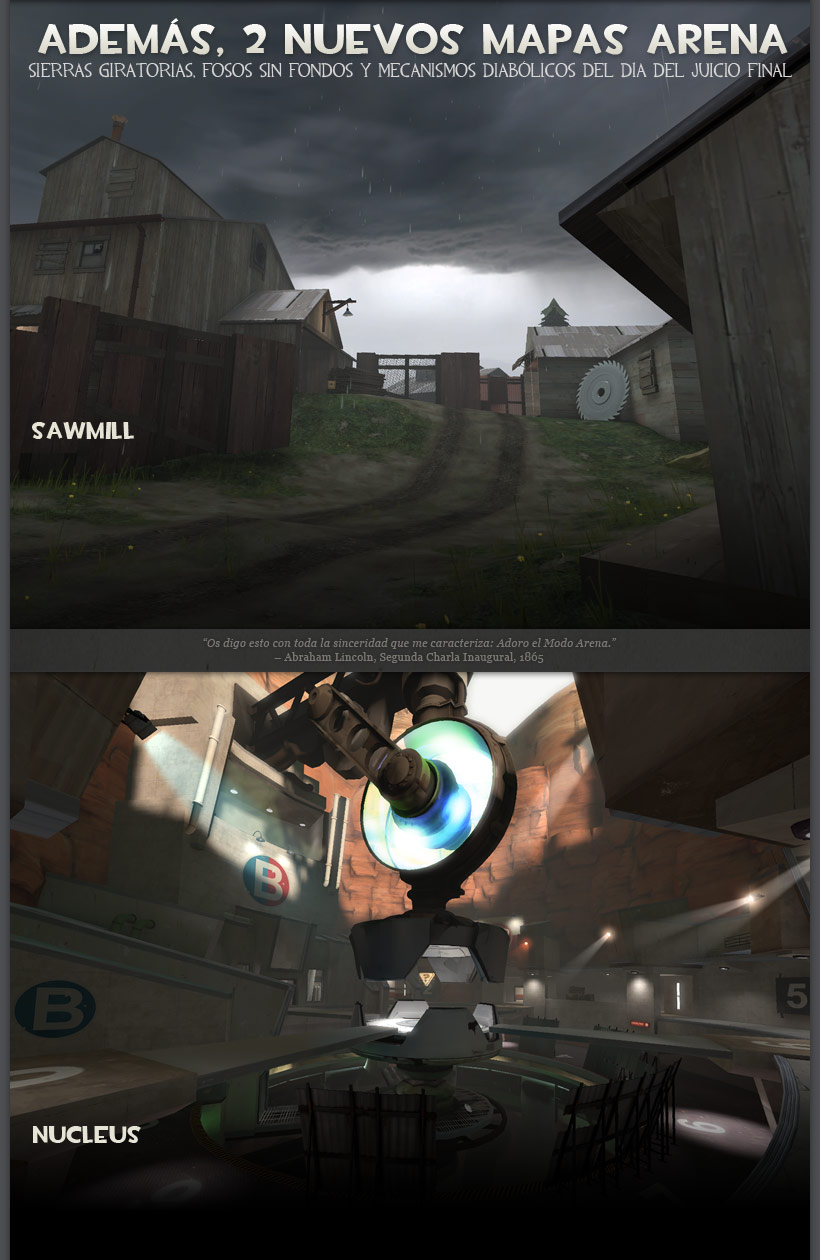 ADEMÁS, 2 NUEVOS MAPAS ARENA
SIERRAS GIRATORIAS, FOSOS SIN FONDOS Y MECANISMOS DIABÓLICOS DEL DIA DEL JUICIO FINAL
SAWMILL
“Os digo esto con toda la sinceridad que me caracteriza: Adoro el Modo Arena.”
– Abraham Lincoln, Segunda Charla Inaugural, 1865
B
B
5
6
NUCLEUS